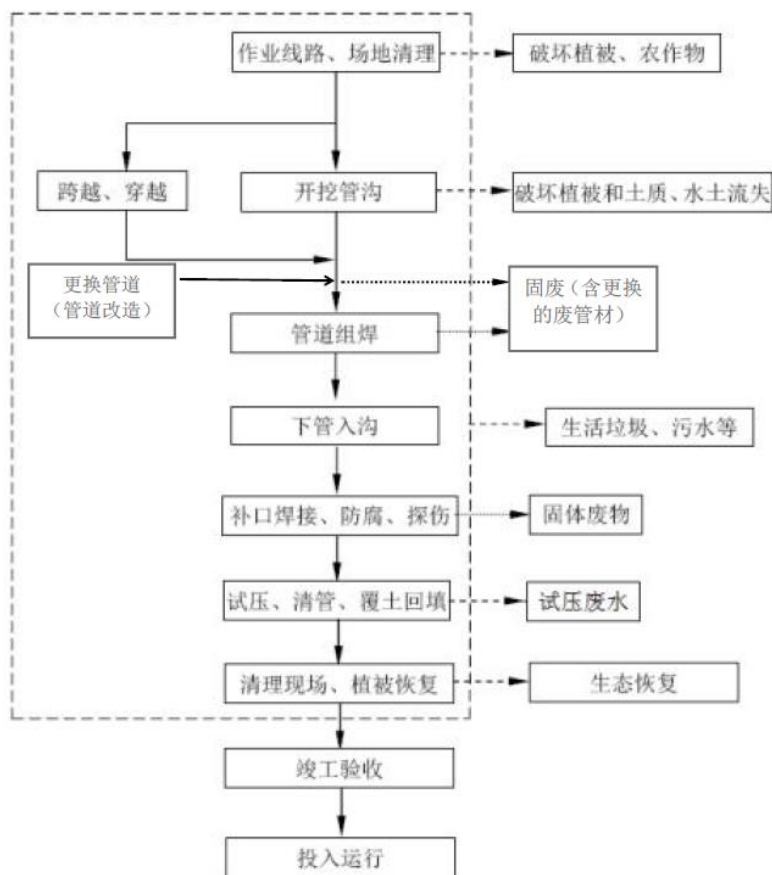 作业线路、场地清理
破坏植被、农作物
跨越、穿越
开挖管沟
破坏植被和土质、水土流失
更换管道
（管道改造）
固废（含更换
的废管材）
管道组焊
下管入沟
生活垃圾、污水等
补口焊接、防腐、探伤
固体废物
试压、清管、覆土回填
试压废水
清理现场、植被恢复
生态恢复
竣工验收
投入运行